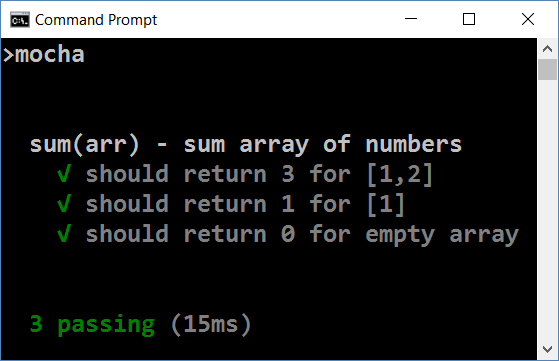 Command Prompt
>mocha
sum(arr) - sum array of numbers
√ should return 3 for [1,2]
√ should return 1 for [1]
√ should return 0 for empty array
3 passing (15ms)